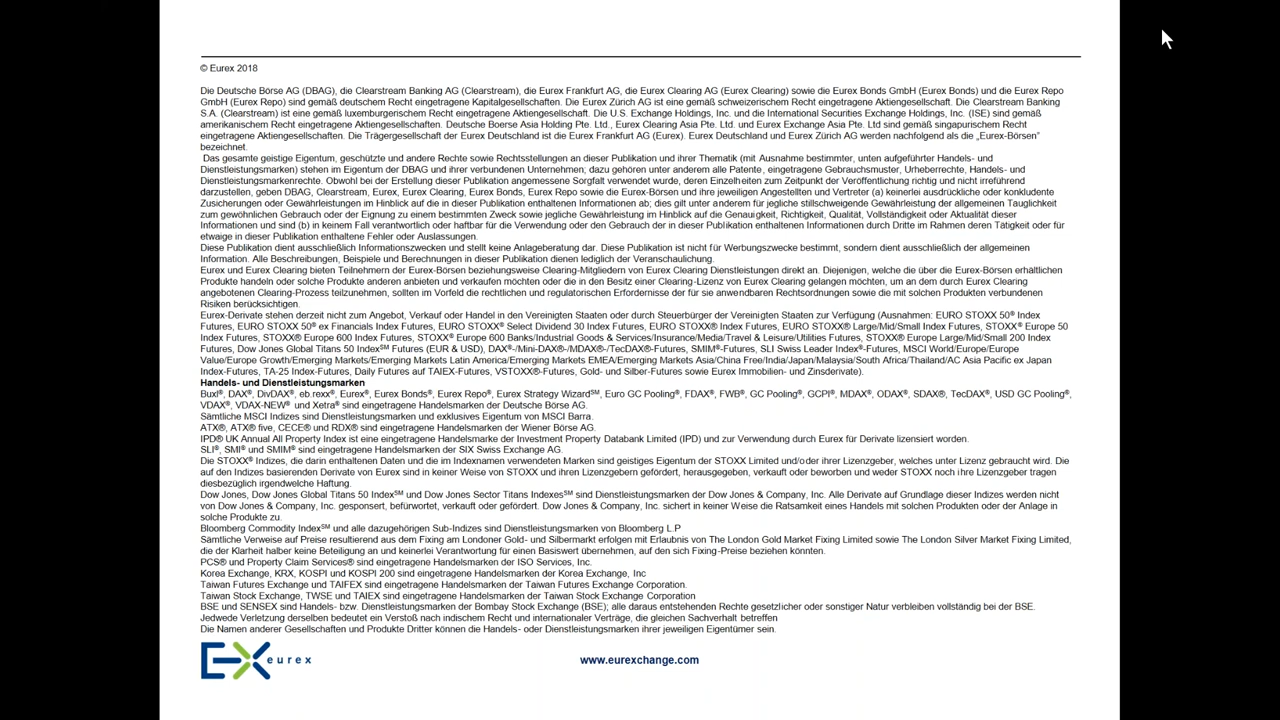 © Eurex 2018
Die Deutsche Börse AG (DBAG), die Clearstream Banking AG (Clearstream), die Eurex Frankfurt AG, die Eurex Clearing AG (Eurex Clearing) sowie die Eurex Bonds GmbH (Eurex Bonds) und die Eurex Repo
GmbH (Eurex Repo) sind gemäß deutschem Recht eingetragene Kapitalgesellschaften. Die Eurex Zürich AG ist eine gemäß schweizerischem Recht eingetragene Aktiengesellschaft. Die Clearstream Banking
S.A. (Clearstream) ist eine gemäß luxemburgerischem Recht eingetragene Aktiengesellschaft. Die U.S. Exchange Holdings, Inc. und die International Securities Exchange Holdings, Inc. (ISE) sind gemäß
amerikanischem Recht eingetragene Aktiengesellschaften. Deutsche Boerse Asia Holding Pte. Ltd., Eurex Clearing Asia Pte. Ltd. und Eurex Exchange Asia Pte. Ltd sind gemäß singapurischem Recht
eingetragene Aktiengesellschaften. Die Trägergesellschaft der Eurex Deutschland ist die Eurex Frankfurt AG (Eurex). Eurex Deutschland und Eurex Zürich AG werden nachfolgend als die „Eurex-Börsen”
bezeichnet.
Das gesamte geistige Eigentum, geschützte und andere Rechte sowie Rechtsstellungen an dieser Publikation und ihrer Thematik (mit Ausnahme bestimmter, unten aufgeführter Handels- und
Dienstleistungsmarken) stehen im Eigentum der DBAG und ihrer verbundenen Unternehmen; dazu gehören unter anderem alle Patente, eingetragene Gebrauchsmuster, Urheberrechte, Handels- und
Dienstleistungsmarkenrechte. Obwohl bei der Erstellung dieser Publikation angemessene Sorgfalt verwendet wurde, deren Einzelheiten zum Zeitpunkt der Veröffentlichung richtig und nicht irreführend
darzustellen, geben DBAG, Clearstream, Eurex, Eurex Clearing, Eurex Bonds, Eurex Repo sowie die Eurex-Börsen und ihre jeweiligen Angestellten und Vertreter (a) keinerlei ausdrückliche oder konkludente
Zusicherungen oder Gewährleistungen im Hinblick auf die in dieser Publikation enthaltenen Informationen ab; dies gilt unter anderem für jegliche stillschweigende Gewährleistung der allgemeinen Tauglichkeit
zum gewöhnlichen Gebrauch oder der Eignung zu einem bestimmten Zweck sowie jegliche Gewährleistung im Hinblick auf die Genauigkeit, Richtigkeit, Qualität, Vollständigkeit oder Aktualität dieser
Informationen und sind (b) in keinem Fall verantwortlich oder haftbar für die Verwendung oder den Gebrauch der in dieser Publikation enthaltenen Informationen durch Dritte im Rahmen deren Tätigkeit oder für
etwaige in dieser Publikation enthaltene Fehler oder Auslassungen.
Diese Publikation dient ausschließlich Informationszwecken und stellt keine Anlageberatung dar. Diese Publikation ist nicht für Werbungszwecke bestimmt, sondern dient ausschließlich der allgemeinen
Information. Alle Beschreibungen, Beispiele und Berechnungen in dieser Publikation dienen lediglich der Veranschaulichung.
Eurex und Eurex Clearing bieten Teilnehmern der Eurex-Börsen beziehungsweise Clearing-Mitgliedern von Eurex Clearing Dienstleistungen direkt an. Diejenigen, welche die über die Eurex-Börsen erhältlichen
Produkte handeln oder solche Produkte anderen anbieten und verkaufen möchten oder die in den Besitz einer Clearing-Lizenz von Eurex Clearing gelangen möchten, um an dem durch Eurex Clearing
angebotenen Clearing-Prozess teilzunehmen, sollten im Vorfeld die rechtlichen und regulatorischen Erfordernisse der für sie anwendbaren Rechtsordnungen sowie die mit solchen Produkten verbundenen
Risiken berücksichtigen.
Eurex-Derivate stehen derzeit nicht zum Angebot, Verkauf oder Handel in den Vereinigten Staaten oder durch Steuerbürger der Vereinigten Staaten zur Verfügung (Ausnahmen: EURO STOXX 50® Index
Futures, EURO STOXX 50® ex Financials Index Futures, EURO STOXX® Select Dividend 30 Index Futures, EURO STOXX® Index Futures, EURO STOXX® Large/Mid/Small Index Futures, STOXX® Europe 50
Index Futures, STOXX® Europe 600 Index Futures, STOXX® Europe 600 Banks/Industrial Goods & Services/Insurance/Media/Travel & Leisure/Utilities Futures, STOXX® Europe Large/Mid/Small 200 Index
Futures, Dow Jones Global Titans 50 Index℠ Futures (EUR & USD), DAX®-/Mini-DAX®-/MDAX®-/TecDAX®-Futures, SMIM®-Futures, SLI Swiss Leader Index®-Futures, MSCI World/Europe/Europe
Value/Europe Growth/Emerging Markets/Emerging Markets Latin America/Emerging Markets EMEA/Emerging Markets Asia/China Free/India/Japan/Malaysia/South Africa/Thailand/AC Asia Pacific ex Japan
Index-Futures, TA-25 Index-Futures, Daily Futures auf TAIEX-Futures, VSTOXX®-Futures, Gold- und Silber-Futures sowie Eurex Immobilien- und Zinsderivate).
Handels- und Dienstleistungsmarken
Buxl®, DAX®, DivDAX®, eb.rexx®, Eurex®, Eurex Bonds®, Eurex Repo®, Eurex Strategy Wizard℠, Euro GC Pooling®, FDAX®, FWB®, GC Pooling®, GCPI®, MDAX®, ODAX®, SDAX®, TecDAX®, USD GC Pooling®,
VDAX®, VDAX-NEW® und Xetra® sind eingetragene Handelsmarken der Deutsche Börse AG.
Sämtliche MSCI Indizes sind Dienstleistungsmarken und exklusives Eigentum von MSCI Barra.
ATX®, ATX® five, CECE® und RDX® sind eingetragene Handelsmarken der Wiener Börse AG.
IPD® UK Annual All Property Index ist eine eingetragene Handelsmarke der Investment Property Databank Limited (IPD) und zur Verwendung durch Eurex für Derivate lizensiert worden.
SLI®, SMI® und SMIM® sind eingetragene Handelsmarken der SIX Swiss Exchange AG.
Die STOXX® Indizes, die darin enthaltenen Daten und die im Indexnamen verwendeten Marken sind geistiges Eigentum der STOXX Limited und/oder ihrer Lizenzgeber, welches unter Lizenz gebraucht wird. Die
auf den Indizes basierenden Derivate von Eurex sind in keiner Weise von STOXX und ihren Lizenzgebern gefördert, herausgegeben, verkauft oder beworben und weder STOXX noch ihre Lizenzgeber tragen
diesbezüglich irgendwelche Haftung.
Dow Jones, Dow Jones Global Titans 50 Index℠ und Dow Jones Sector Titans Indexes℠ sind Dienstleistungsmarken der Dow Jones & Company, Inc. Alle Derivate auf Grundlage dieser Indizes werden nicht
von Dow Jones & Company, Inc. gesponsert, befürwortet, verkauft oder gefördert. Dow Jones & Company, Inc. sichert in keiner Weise die Ratsamkeit eines Handels mit solchen Produkten oder der Anlage in
solche Produkte zu.
Bloomberg Commodity Index℠ und alle dazugehörigen Sub-Indizes sind Dienstleistungsmarken von Bloomberg L.P
Sämtliche Verweise auf Preise resultierend aus dem Fixing am Londoner Gold- und Silbermarkt erfolgen mit Erlaubnis von The London Gold Market Fixing Limited sowie The London Silver Market Fixing Limited,
die der Klarheit halber keine Beteiligung an und keinerlei Verantwortung für einen Basiswert übernehmen, auf den sich Fixing-Preise beziehen könnten.
PCS® und Property Claim Services® sind eingetragene Handelsmarken der ISO Services, Inc.
Korea Exchange, KRX, KOSPI und KOSPI 200 sind eingetragene Handelsmarken der Korea Exchange, Inc
Taiwan Futures Exchange und TAIFEX sind eingetragene Handelsmarken der Taiwan Futures Exchange Corporation.
Taiwan Stock Exchange, TWSE und TAIEX sind eingetragene Handelsmarken der Taiwan Stock Exchange Corporation
BSE und SENSEX sind Handels- bzw. Dienstleistungsmarken der Bombay Stock Exchange (BSE); alle daraus entstehenden Rechte gesetzlicher oder sonstiger Natur verbleiben vollständig bei der BSE.
Jedwede Verletzung derselben bedeutet ein Verstoß nach indischem Recht und internationaler Verträge, die gleichen Sachverhalt betreffen
Die Namen anderer Gesellschaften und Produkte Dritter können die Handels- oder Dienstleistungsmarken ihrer jeweiligen Eigentümer sein.
EX eurex
www.eurexchange.com